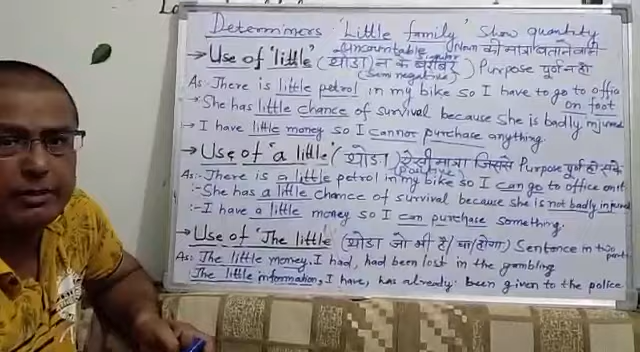 Determiners 'Little family' show quantity
Uncountable Noun की मात्रा बताने वाली
→ Use of 'little' (थोडा) न के बराबर Purpose पूर्ण न हो
(Semi negative)
As: There is little petrol in my bike so I have to go to office
on foot
→ She has little chance of survival because she is badly injured
→ I have little money so I cannot purchase anything.
→ Use of 'a little' (थोडा) ऐसी मात्रा जिससे Purpose पूर्ण हो सके
(Positive)
As:- There is a little petrol in my bike so I can go to office on it
:- She has a little chance of survival because she is not badly injured
:- I have a little money so I can purchase something.
→ Use of 'The little (थोडा जो भी है/था/होगा) Sentence in two
parts
As: The little money, I had, had been lost in the gambling
The little information, I have, has already been given to the police